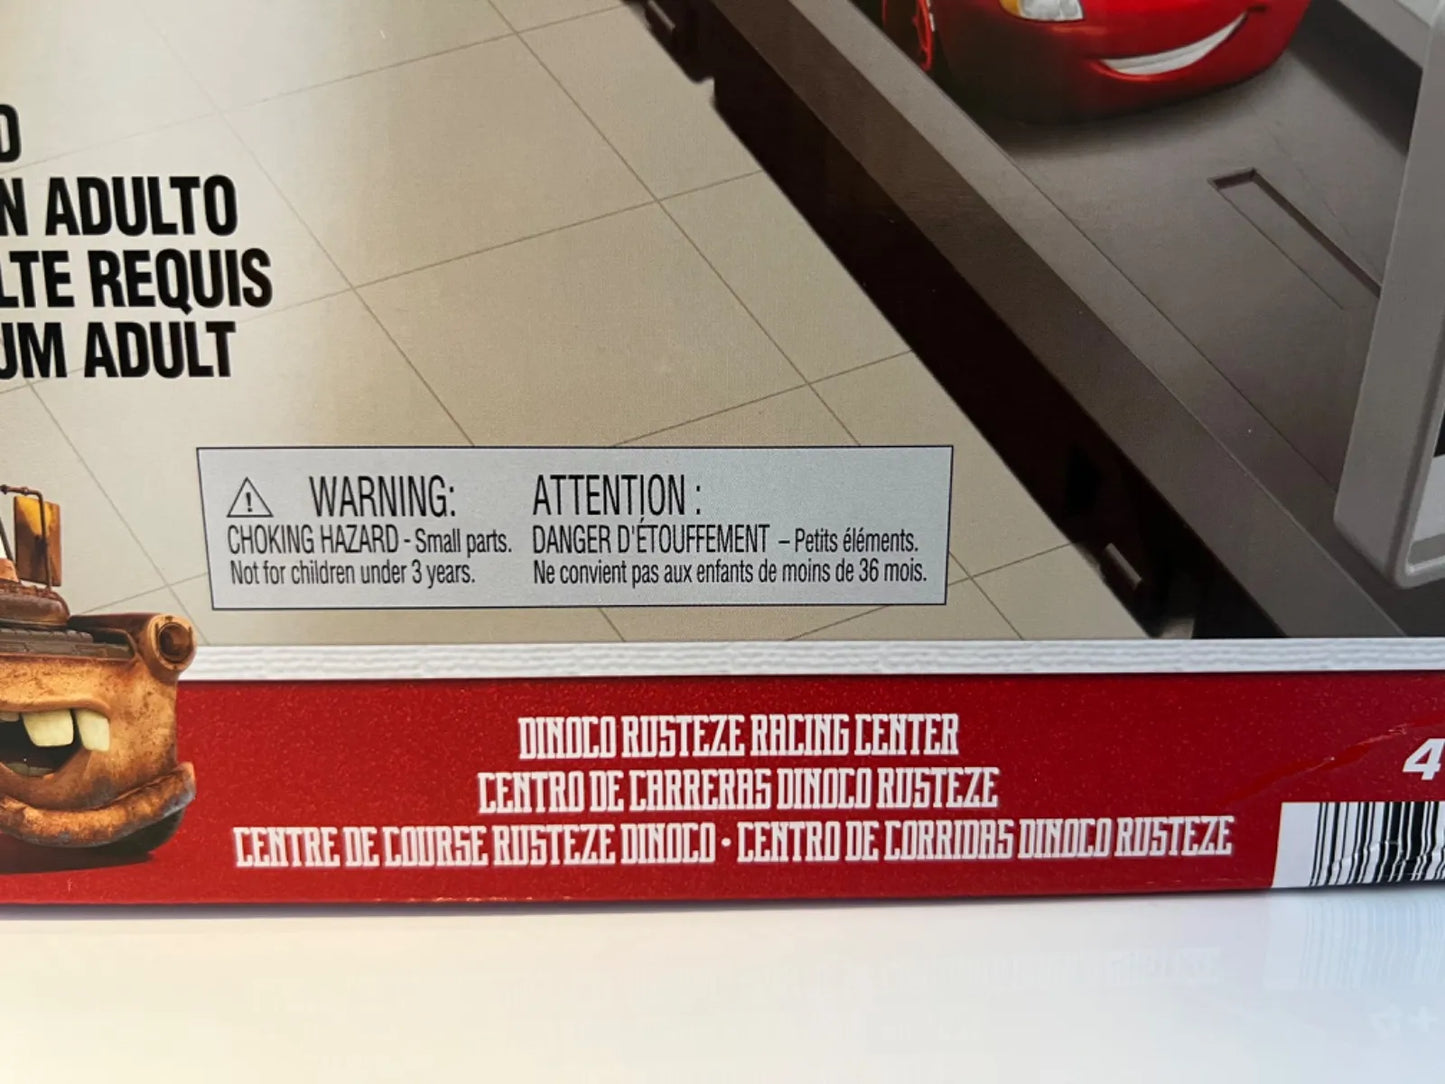 N ADULTO
LTE REQUIS
UM ADULT
WARNING:
CHOKING HAZARD - Small parts.
Not for children under 3 years.
ATTENTION :
DANGER D'ÉTOUFFEMENT – Petits éléments.
Ne convient pas aux enfants de moins de 36 mois.
DINOCO RUSTEZE RACING CENTER
CENTRO DE CARRERAS DINOCO RUSTEZE
CENTRE DE COURSE RUSTEZE DINOCO • CENTRO DE CORRIDAS DINOCO RUSTEZE
4